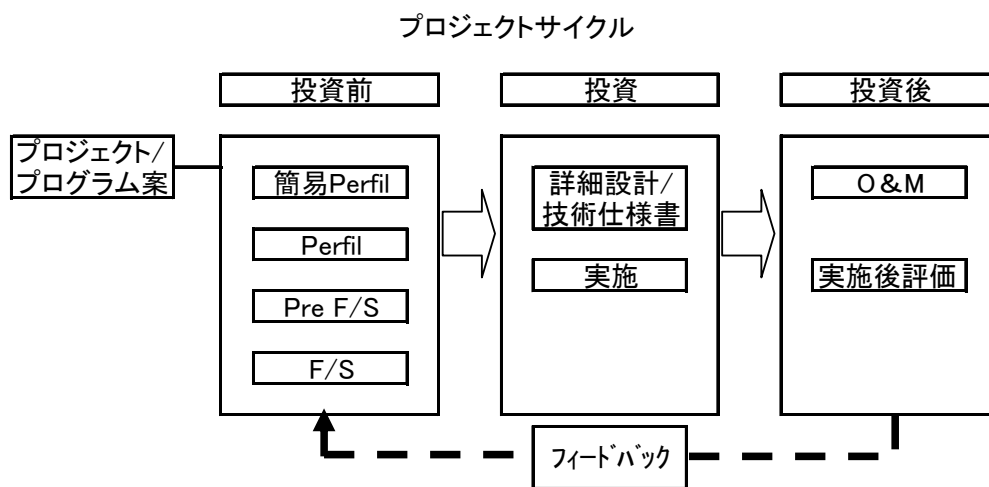 プロジェクトサイクル
投資前
投資
投資後
プロジェクト/
プログラム案
簡易Perfil
Perfil
Pre F/S
F/S
詳細設計/
技術仕様書
実施
O&M
実施後評価
フィードバック